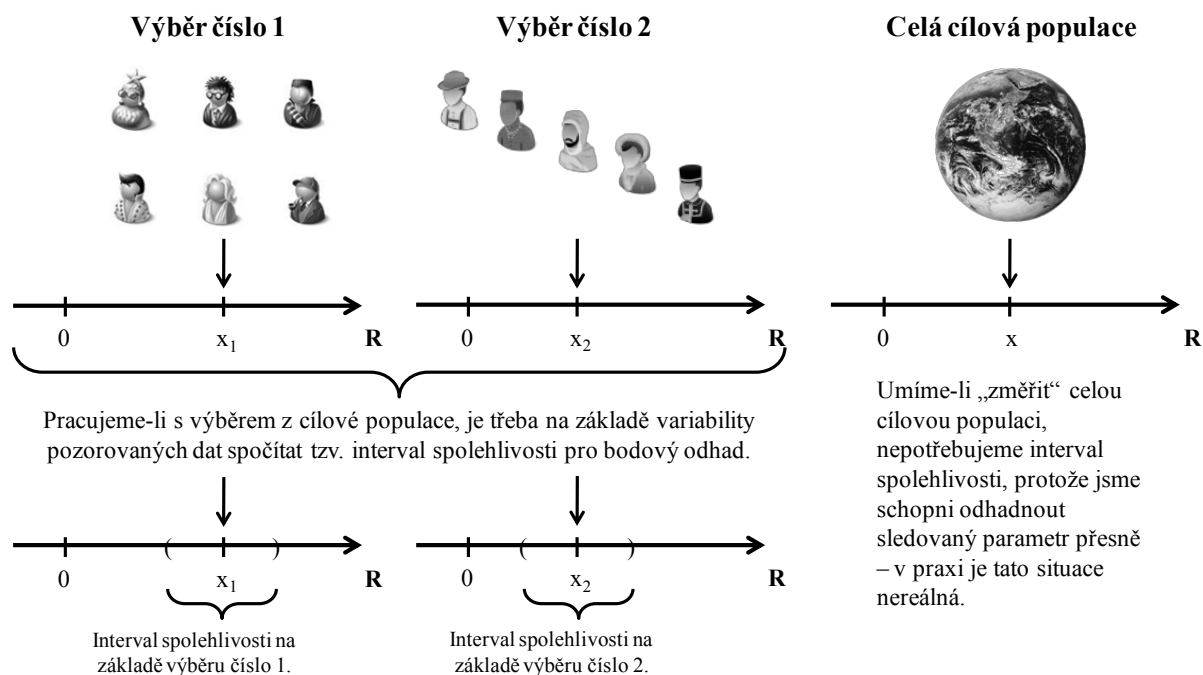 Výběr číslo 1
Výběr číslo 2
Celá cílová populace
0
x1
R
0
x2
R
0
x
R
Pracujeme-li s výběrem z cílové populace, je třeba na základě variability
pozorovaných dat spočítat tzv. interval spolehlivosti pro bodový odhad.
Umíme-li „změřit“ celou
cílovou populaci,
nepotřebujeme interval
spolehlivosti, protože jsme
schopni odhadnout
sledovaný parametr přesně
– v praxi je tato situace
nereálná.
( )
0
x1
R
( )
0
x2
R
Interval spolehlivosti na
základě výběru číslo 1.
Interval spolehlivosti na
základě výběru číslo 2.